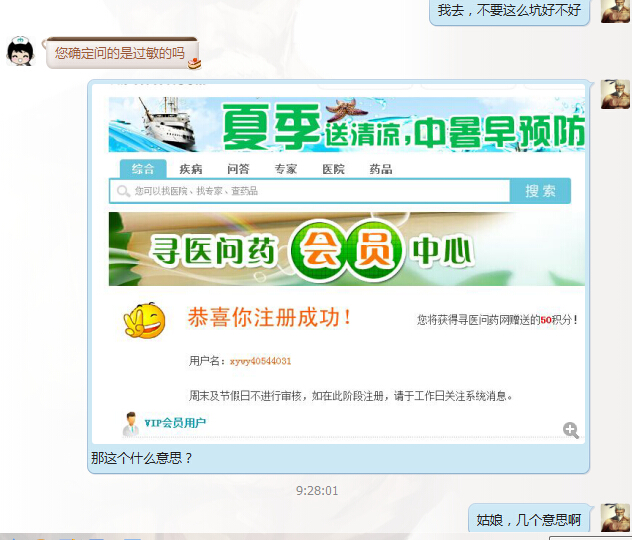 我去，不要这么坑好不好
您确定问的是过敏的吗
夏季送清凉，中暑早预防
综合 疾病 问答 专家 医院 药品
您可以找医院、找专家、查药品 搜索
寻医问药会员中心
恭喜你注册成功！ 您将获得寻医问药网赠送的50积分！
用户名：xyvy40544031
周末及节假日不进行审核，如在此阶段注册，请于工作日关注系统消息。
VIP会员用户
那这个什么意思？
9:28:01
姑娘，几个意思啊